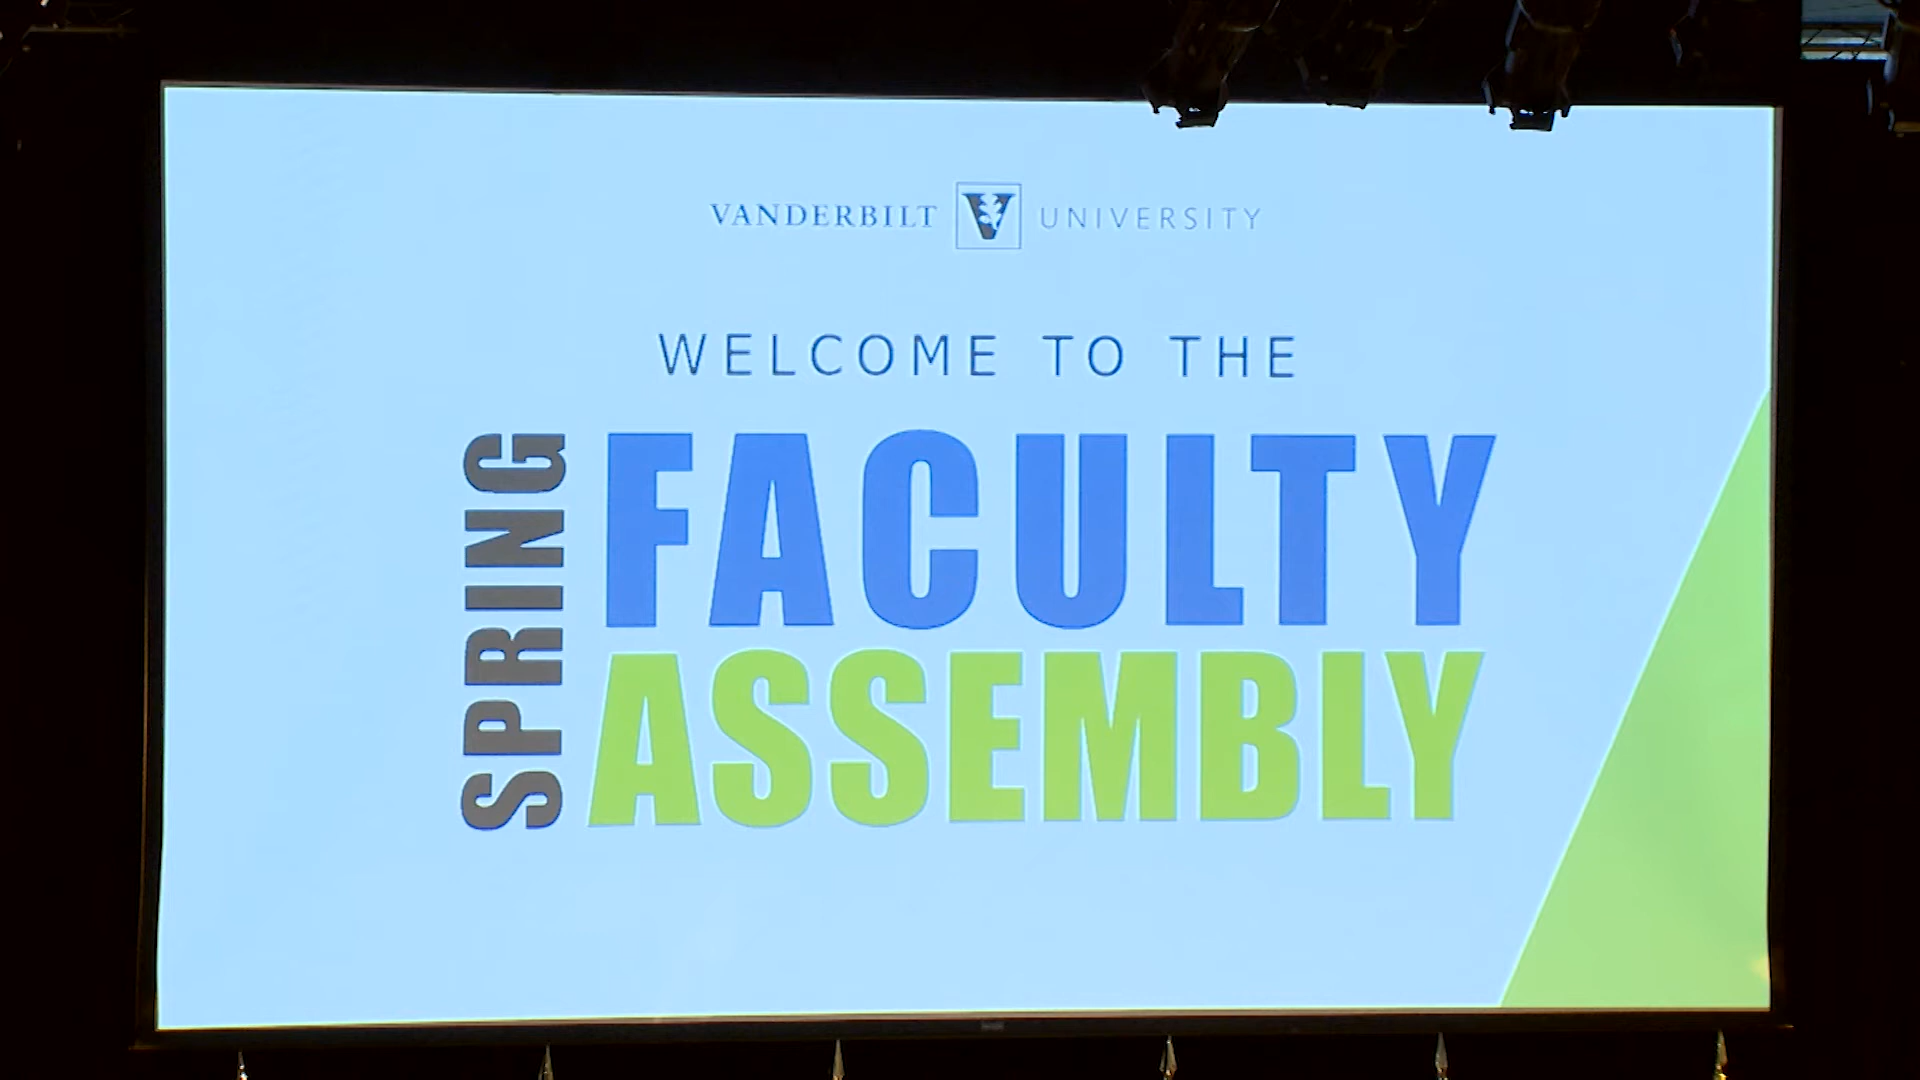 VANDERBILT V UNIVERSITY
WELCOME TO THE
SPRING
FACULTY
ASSEMBLY